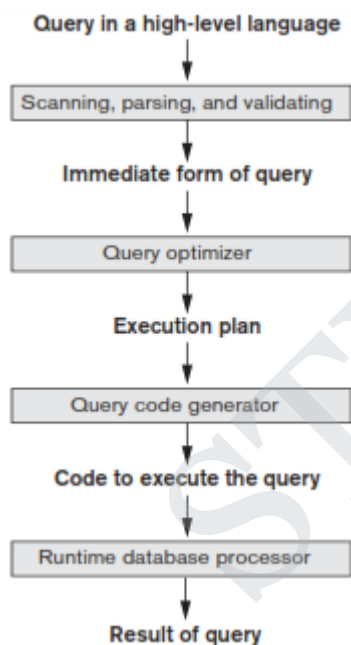 Query in a high-level language
Scanning, parsing, and validating
Immediate form of query
Query optimizer
Execution plan
Query code generator
Code to execute the query
Runtime database processor
Result of query